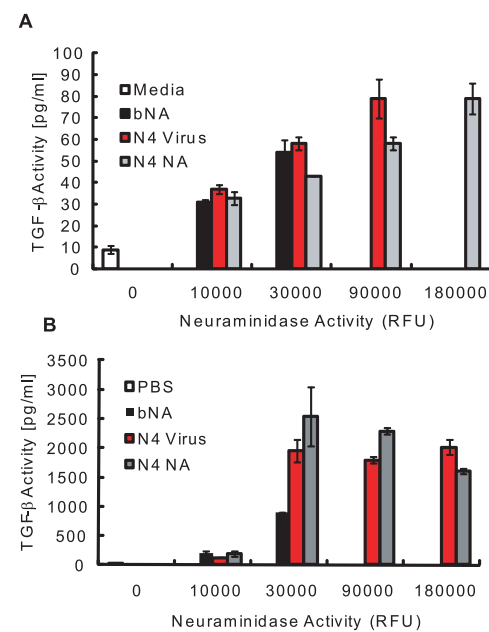 A
TGF-β Activity [pg/ml]
100
90
80
70
60
50
40
30
20
10
0
Media
bNA
N4 Virus
N4 NA
0 10000 30000 90000 180000
Neuraminidase Activity (RFU)
B
TGF-β Activity [pg/ml]
3500
3000
2500
2000
1500
1000
500
0
PBS
bNA
N4 Virus
N4 NA
0 10000 30000 90000 180000
Neuraminidase Activity (RFU)